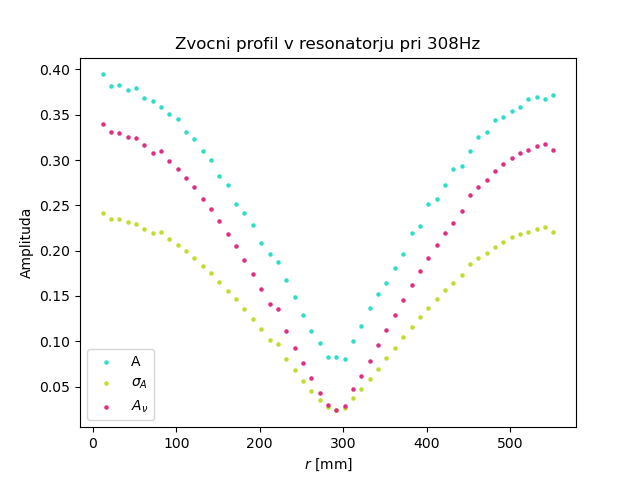 Zvocni profil v resonatorju pri 308Hz
Amplituda
0.40
0.35
0.30
0.25
0.20
0.15
0.10
0.05
A
σ_A
A_ν
0 100 200 300 400 500
r [mm]